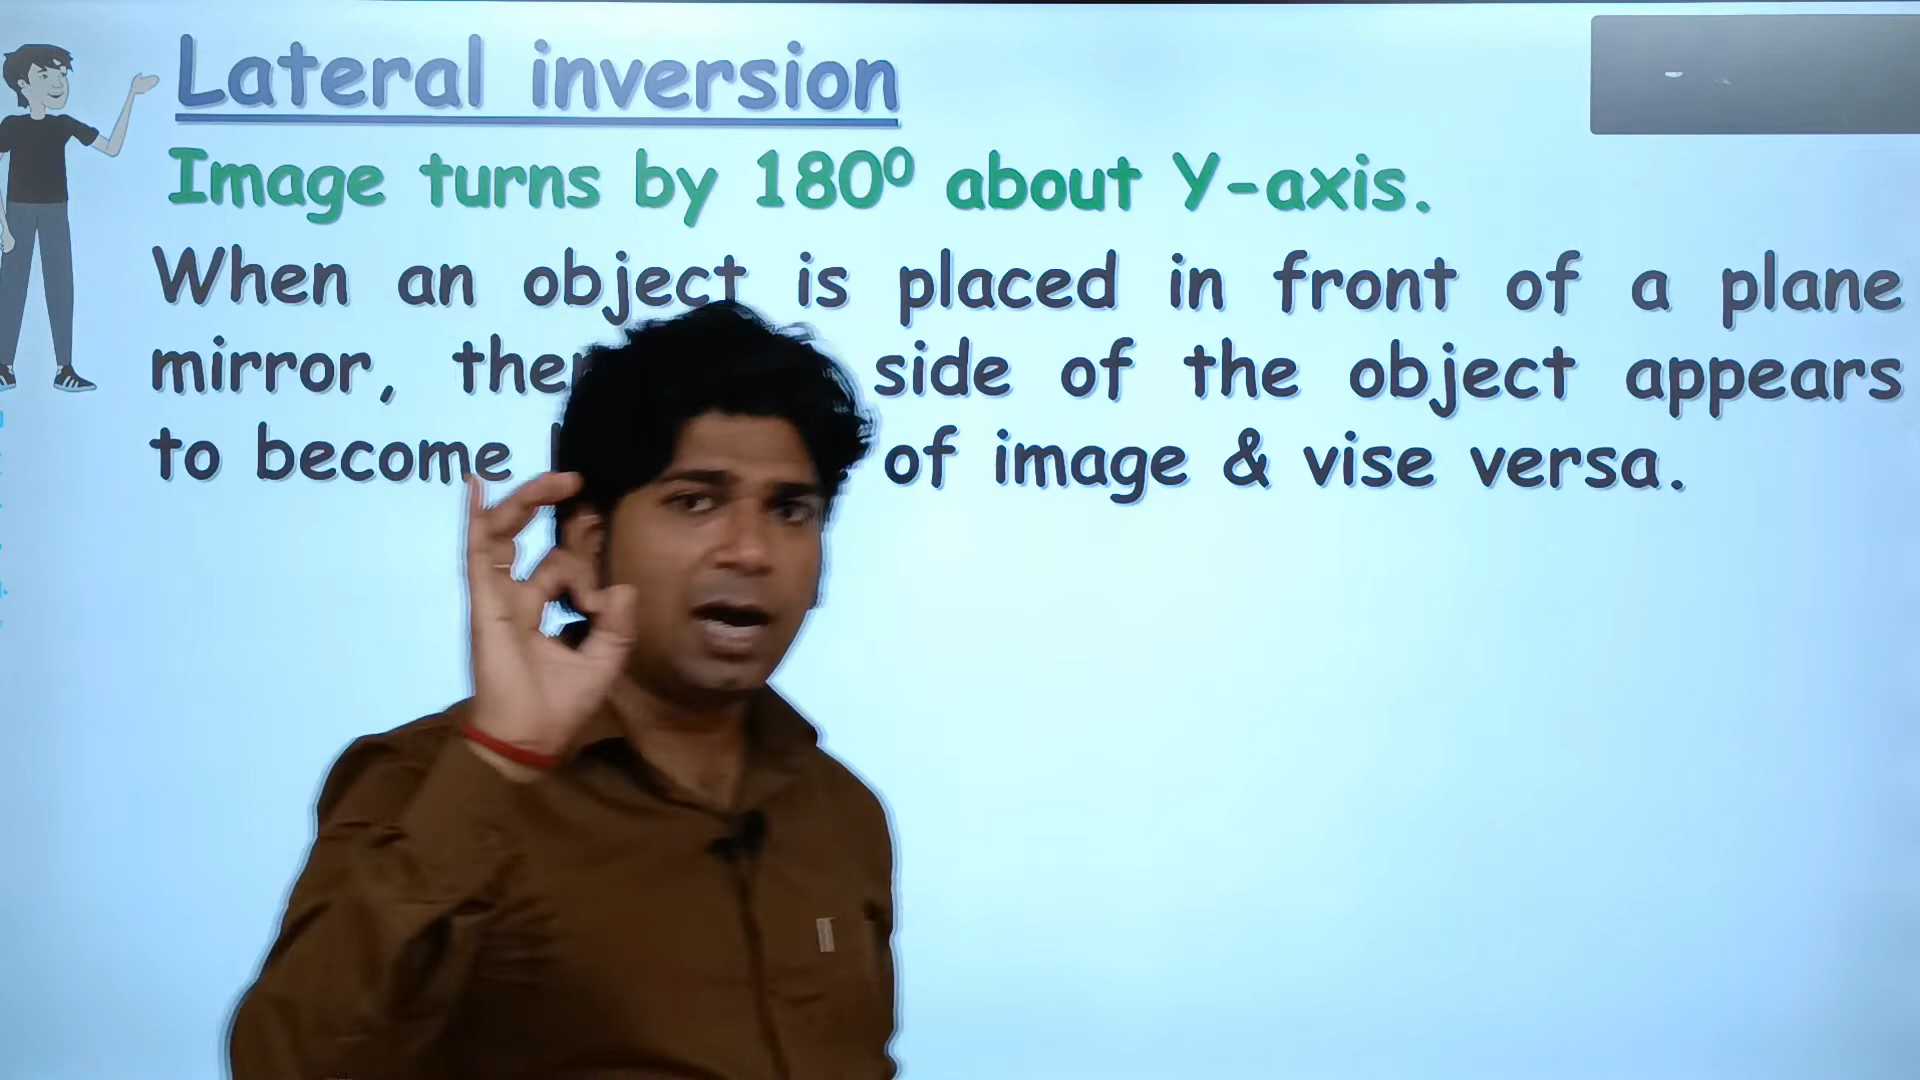 Lateral inversion
Image turns by 180⁰ about Y-axis.
When an object is placed in front of a plane
mirror, side of the object appears
to become of image & vise versa.